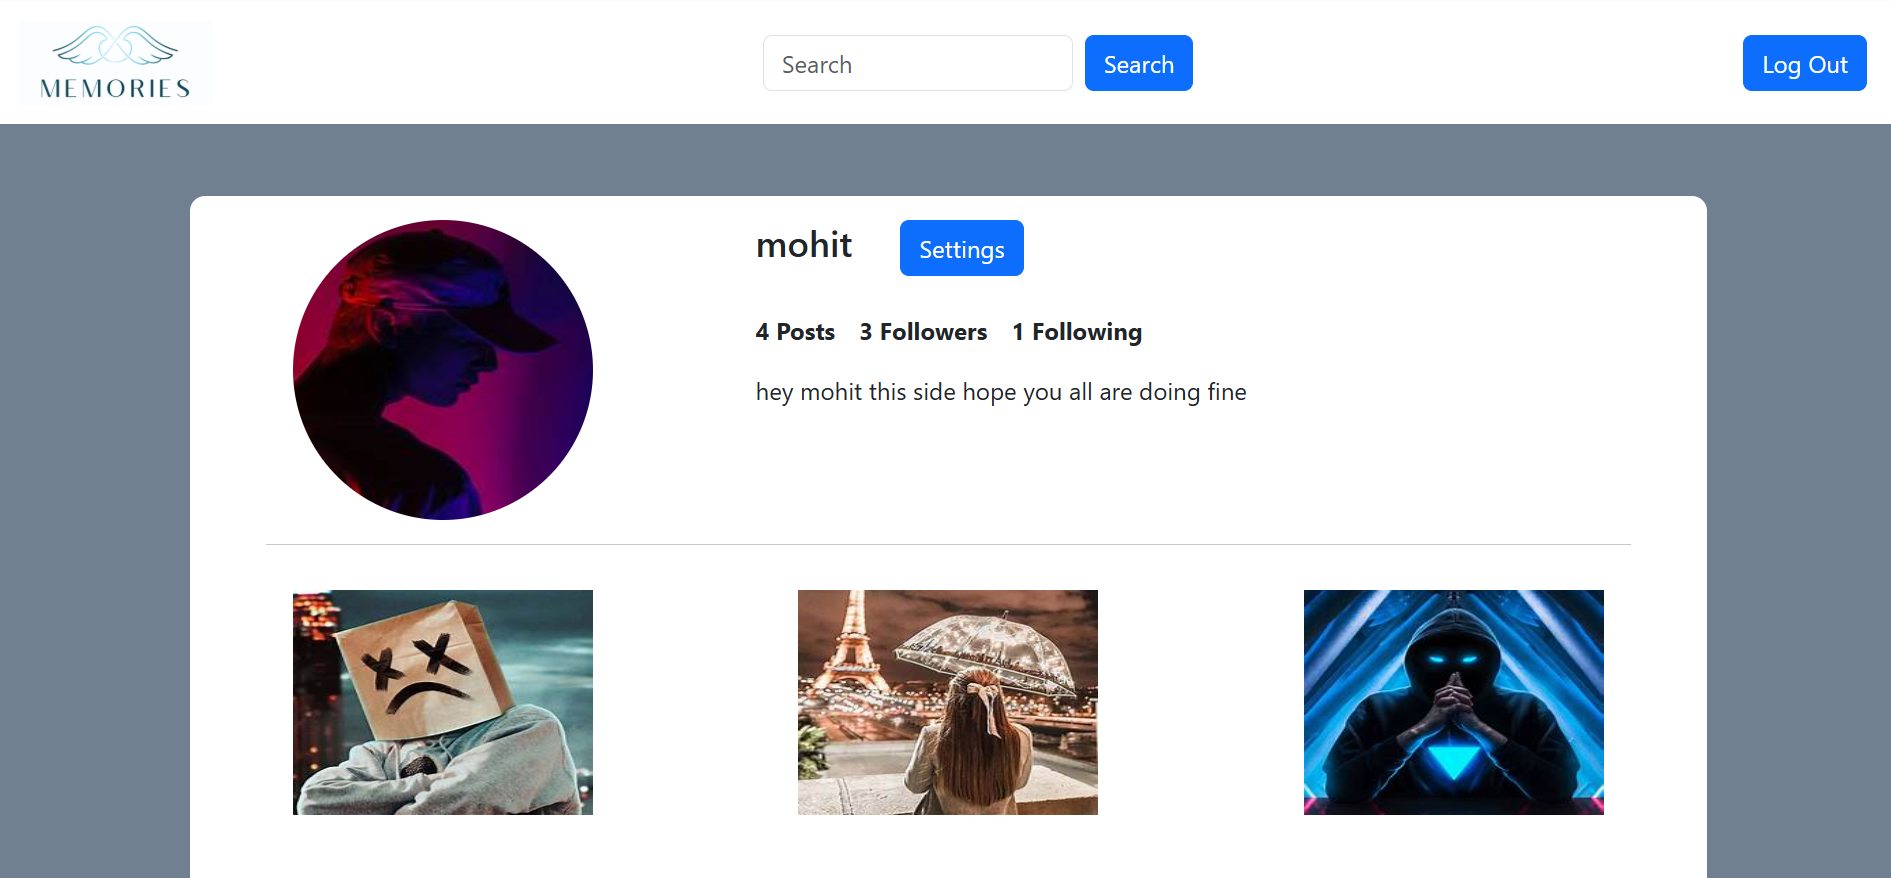 MEMORIES
Search
Search
Log Out
mohit
Settings
4 Posts 3 Followers 1 Following
hey mohit this side hope you all are doing fine